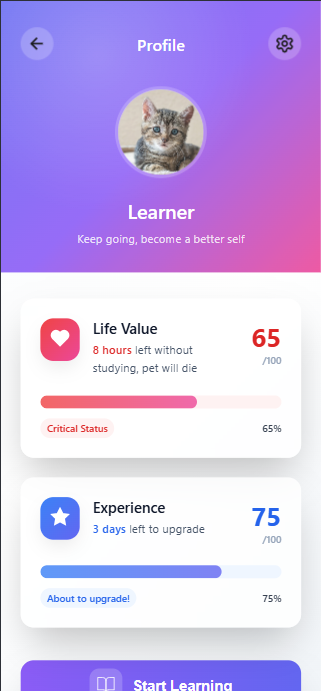 Profile
Learner
Keep going, become a better self
Life Value
8 hours left without
studying, pet will die
65
/100
Critical Status
65%
Experience
3 days left to upgrade
75
/100
About to upgrade!
75%
Start Learning